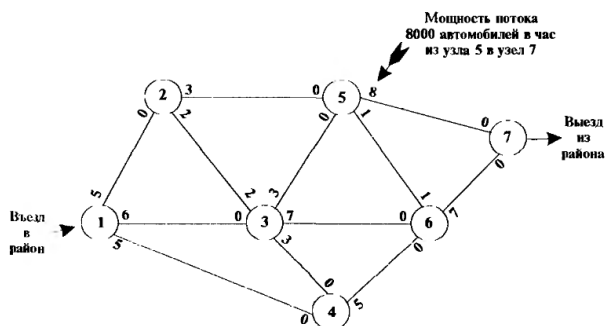 Мощность потока
8000 автомобилей в час
из узла 5 в узел 7
2 3 0 5 8
0 2 0 1
0 7
Выезд
из
района
0
5 2 3 1
Въезд
в
район
1 6 0 3 7 0 6 7
5 3 0
0 5
0 4